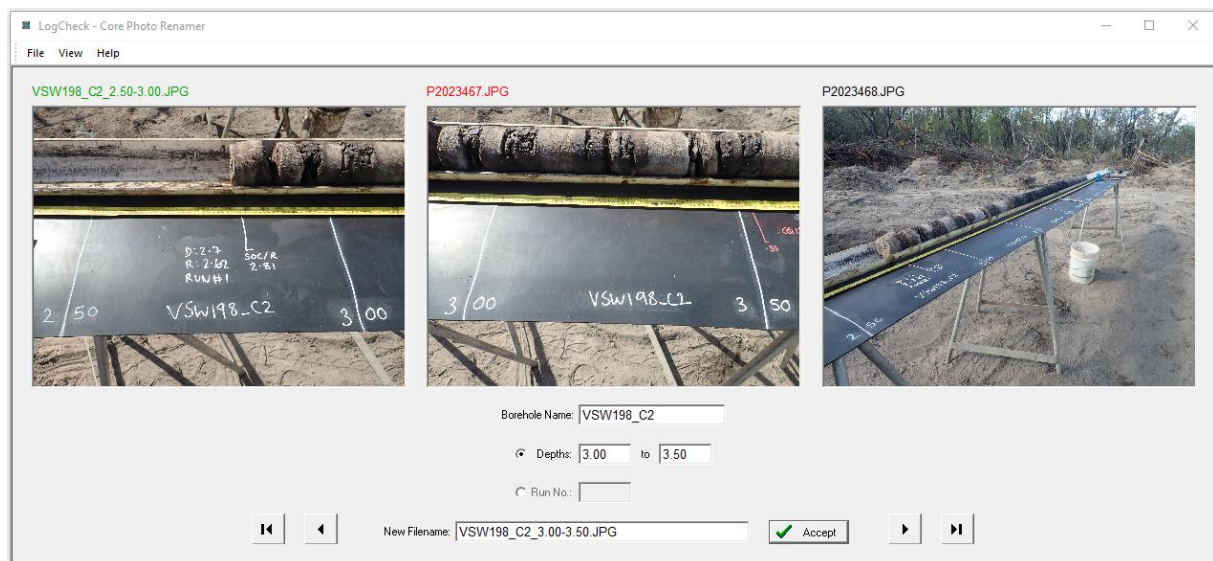 LogCheck - Core Photo Renamer
File View Help
VSW198_C2_2.50-3.00.JPG
P2023467.JPG
P2023468.JPG
D:2.7
R:2.62
RUN#1
SOC/R
2.81
2 50
VSW198_C2
3 00
3 00
VSW198_C2
3 50
2 50
Borehole Name: VSW198_C2
Depths: 3.00 to 3.50
Run No.:
New Filename: VSW198_C2_3.00-3.50.JPG
Accept